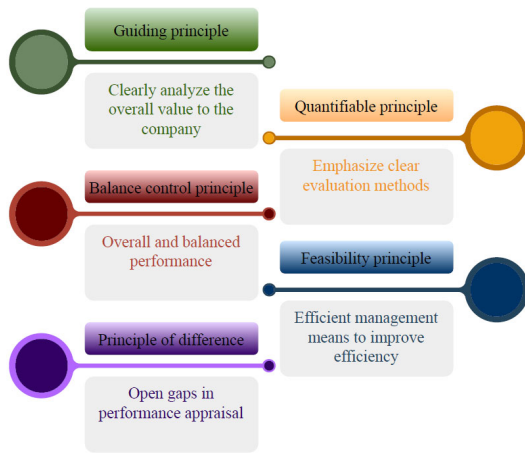 Guiding principle
Clearly analyze the
overall value to the
company
Quantifiable principle
Emphasize clear
evaluation methods
Balance control principle
Overall and balanced
performance
Feasibility principle
Efficient management
means to improve
efficiency
Principle of difference
Open gaps in
performance appraisal